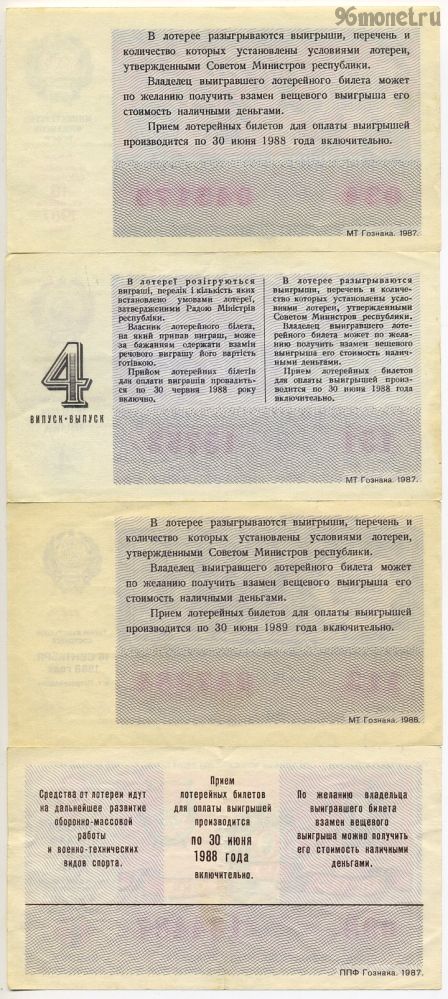 96monet.ru
В лотерее разыгрываются выигрыши, перечень и
количество которых установлены условиями лотереи,
утвержденными Советом Министров республики.
Владелец выигравшего лотерейного билета может
по желанию получить взамен вещевого выигрыша его
стоимость наличными деньгами.
Прием лотерейных билетов для оплаты выигрышей
производится по 30 июня 1988 года включительно.
МТ Гознака. 1987.
4
ВИПУСК·ВЫПУСК
В лотереї розігруються
виграші, перелік і кількість яких
встановлено умовами лотереї,
затвердженими Радою Міністрів
республіки.
Власник лотерейного білета,
на який припав виграш, може
за бажанням одержати взамін
речового виграшу його вартість
готівкою.
Прийом лотерейних білетів
для оплати виграшів провадить-
ся по 30 червня 1988 року
включно.
В лотерее разыгрываются
выигрыши, перечень и количе-
ство которых установлены усло-
виями лотереи, утвержденными
Советом Министров республики.
Владелец выигравшего лоте-
рейного билета может по жела-
нию получить взамен вещевого
выигрыша его стоимость налич-
ными деньгами.
Прием лотерейных билетов
для оплаты выигрышей произ-
водится по 30 июня 1988 года
включительно.
МТ Гознака. 1987.
В лотерее разыгрываются выигрыши, перечень и
количество которых установлены условиями лотереи,
утвержденными Советом Министров республики.
Владелец выигравшего лотерейного билета может
по желанию получить взамен вещевого выигрыша его
стоимость наличными деньгами.
Прием лотерейных билетов для оплаты выигрышей
производится по 30 июня 1989 года включительно.
МТ Гознака. 1988.
Средства от лотереи идут
на дальнейшее развитие
оборонно-массовой
работы
и военно-технических
видов спорта.
Прием
лотерейных билетов
для оплаты выигрышей
производится
по 30 июня
1988 года
включительно.
По желанию владельца
выигравшего билета
взамен вещевого
выигрыша можно получить
его стоимость наличными
деньгами.
ППФ Гознака. 1987.